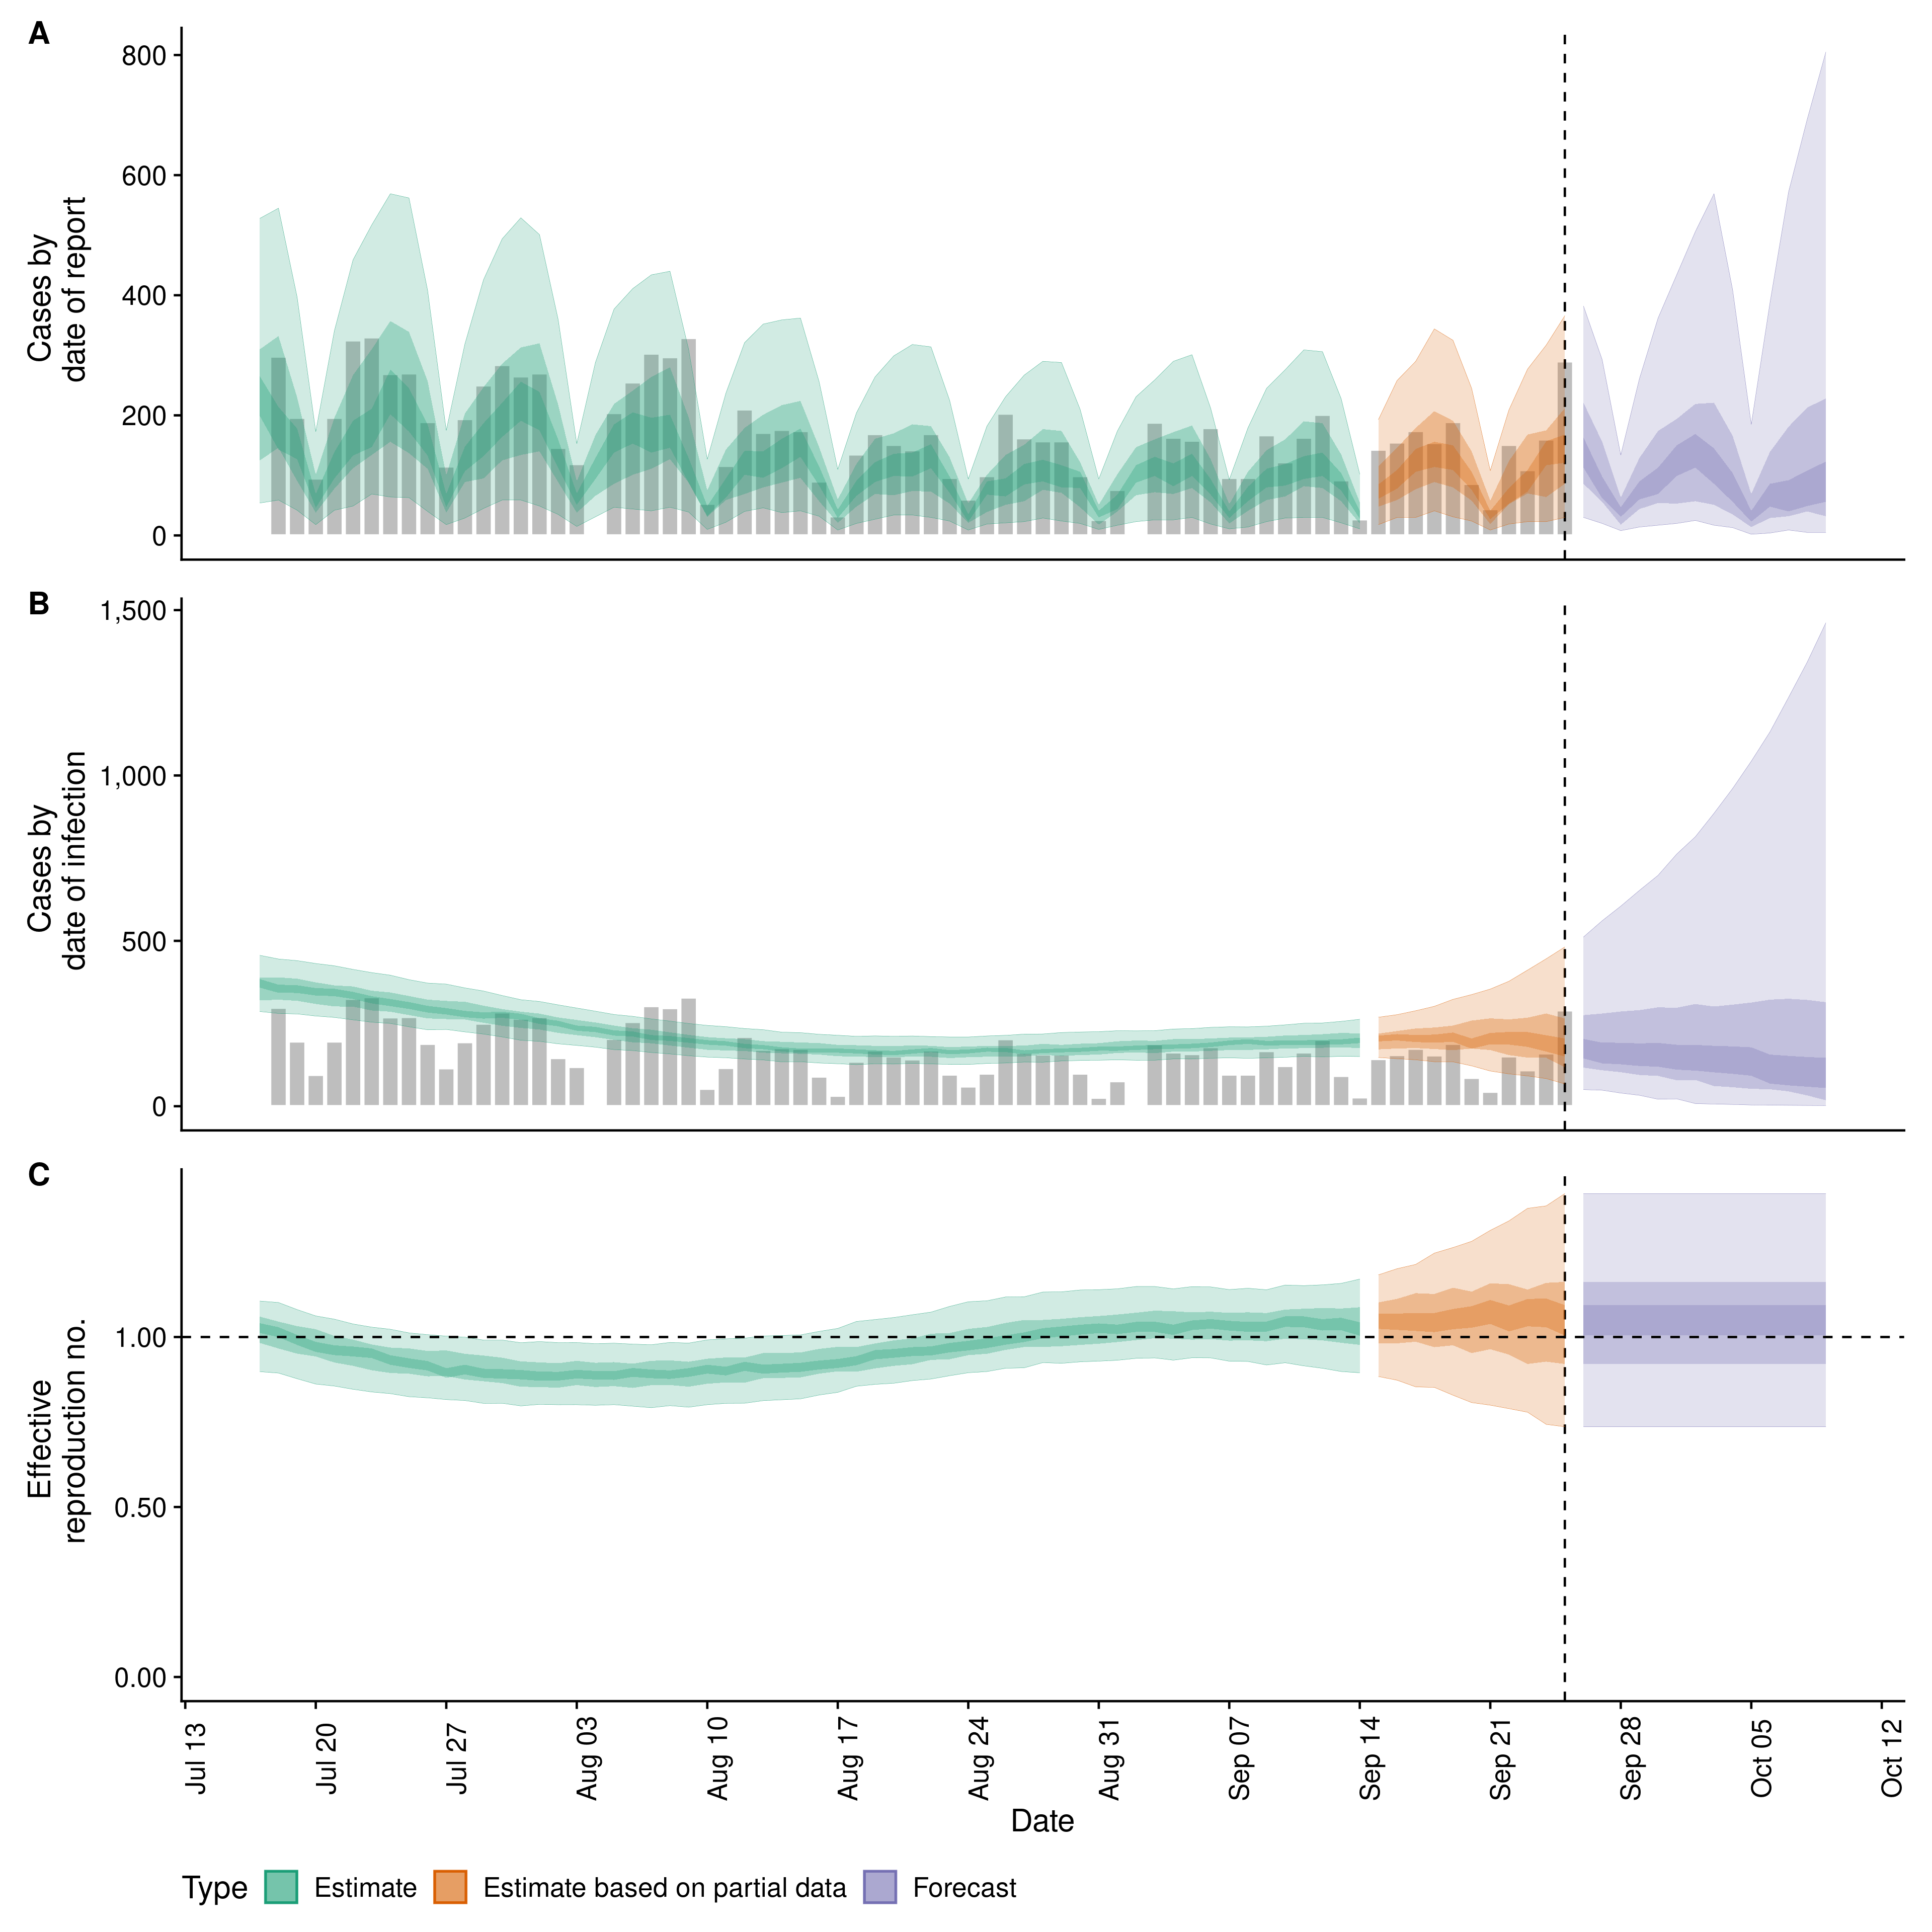 A
800
600
400
200
0
Cases by
date of report
B
1,500
1,000
500
0
Cases by
date of infection
C
1.00
0.50
0.00
Effective
reproduction no.
Jul 13
Jul 20
Jul 27
Aug 03
Aug 10
Aug 17
Aug 24
Aug 31
Sep 07
Sep 14
Sep 21
Sep 28
Oct 05
Oct 12
Date
Type Estimate Estimate based on partial data Forecast